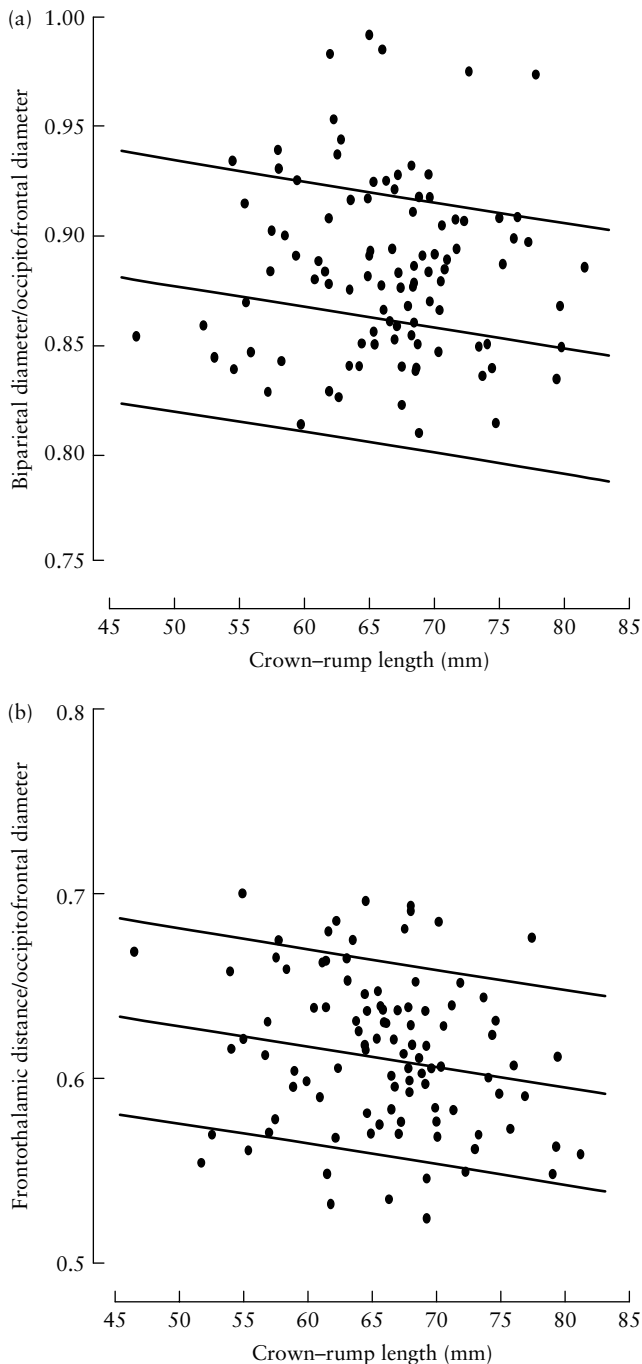 (a)
Biparietal diameter/occipitofrontal diameter
1.00
0.95
0.90
0.85
0.80
0.75
45 50 55 60 65 70 75 80 85
Crown–rump length (mm)
(b)
Frontothalamic distance/occipitofrontal diameter
0.8
0.7
0.6
0.5
45 50 55 60 65 70 75 80 85
Crown–rump length (mm)